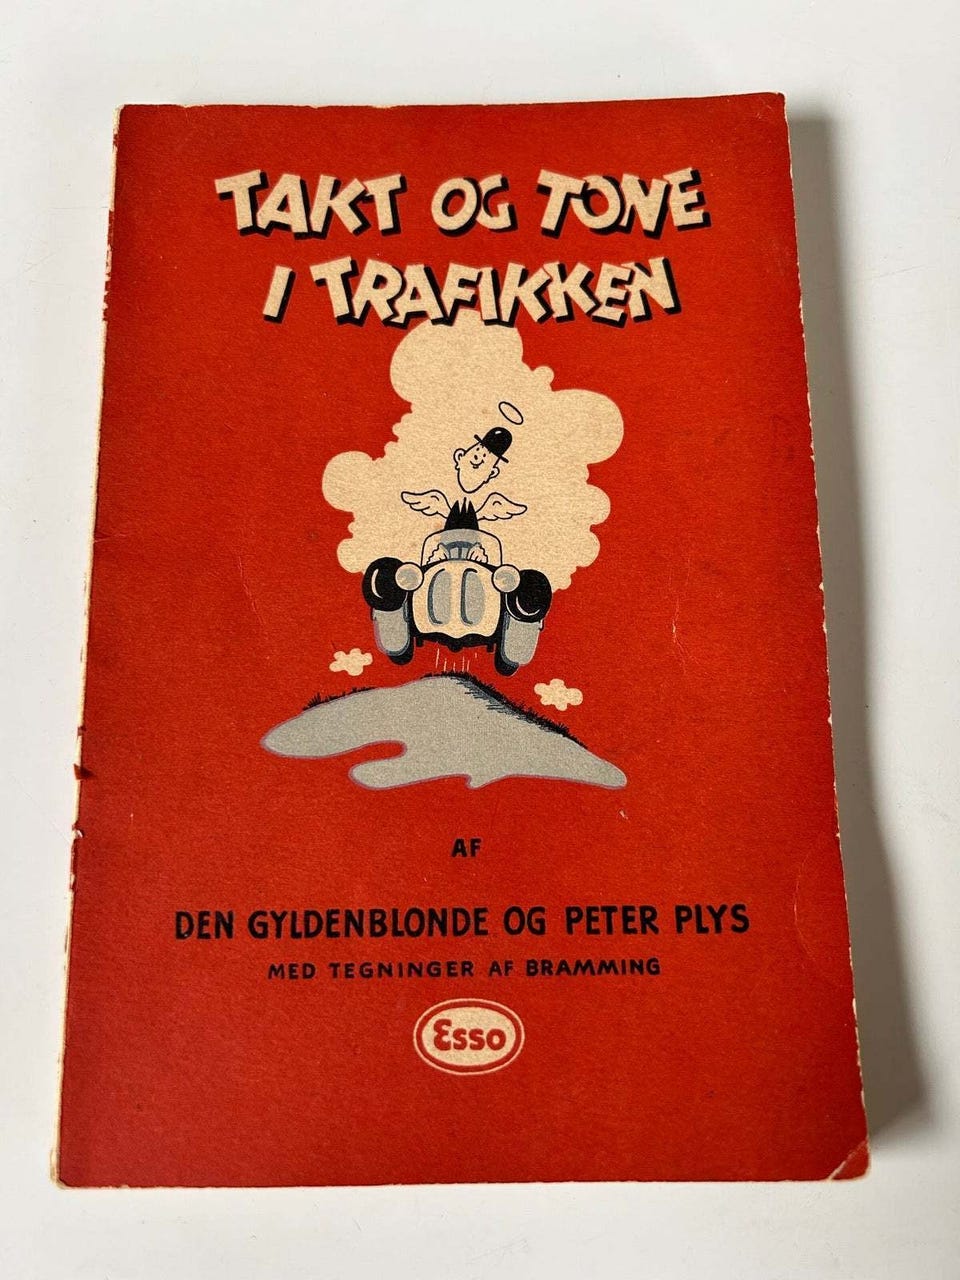 TAKT OG TONE
I TRAFIKKEN
AF
DEN GYLDENBLONDE OG PETER PLYS
MED TEGNINGER AF BRAMMING
Esso